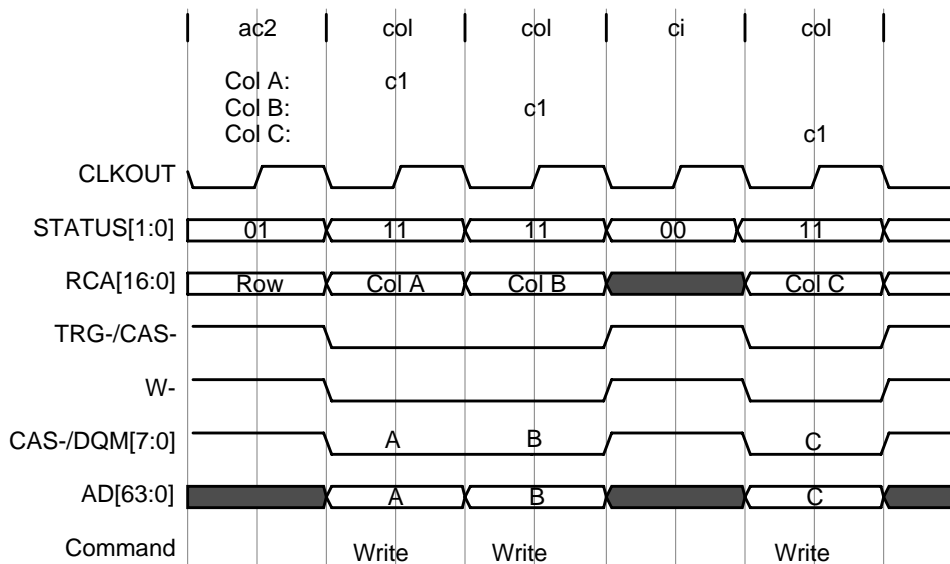 ac2 col col ci col
Col A: c1
Col B: c1
Col C: c1
CLKOUT
STATUS[1:0] 01 11 11 00 11
RCA[16:0] Row Col A Col B Col C
TRG-/CAS-
W-
CAS-/DQM[7:0] A B C
AD[63:0] A B C
Command Write Write Write